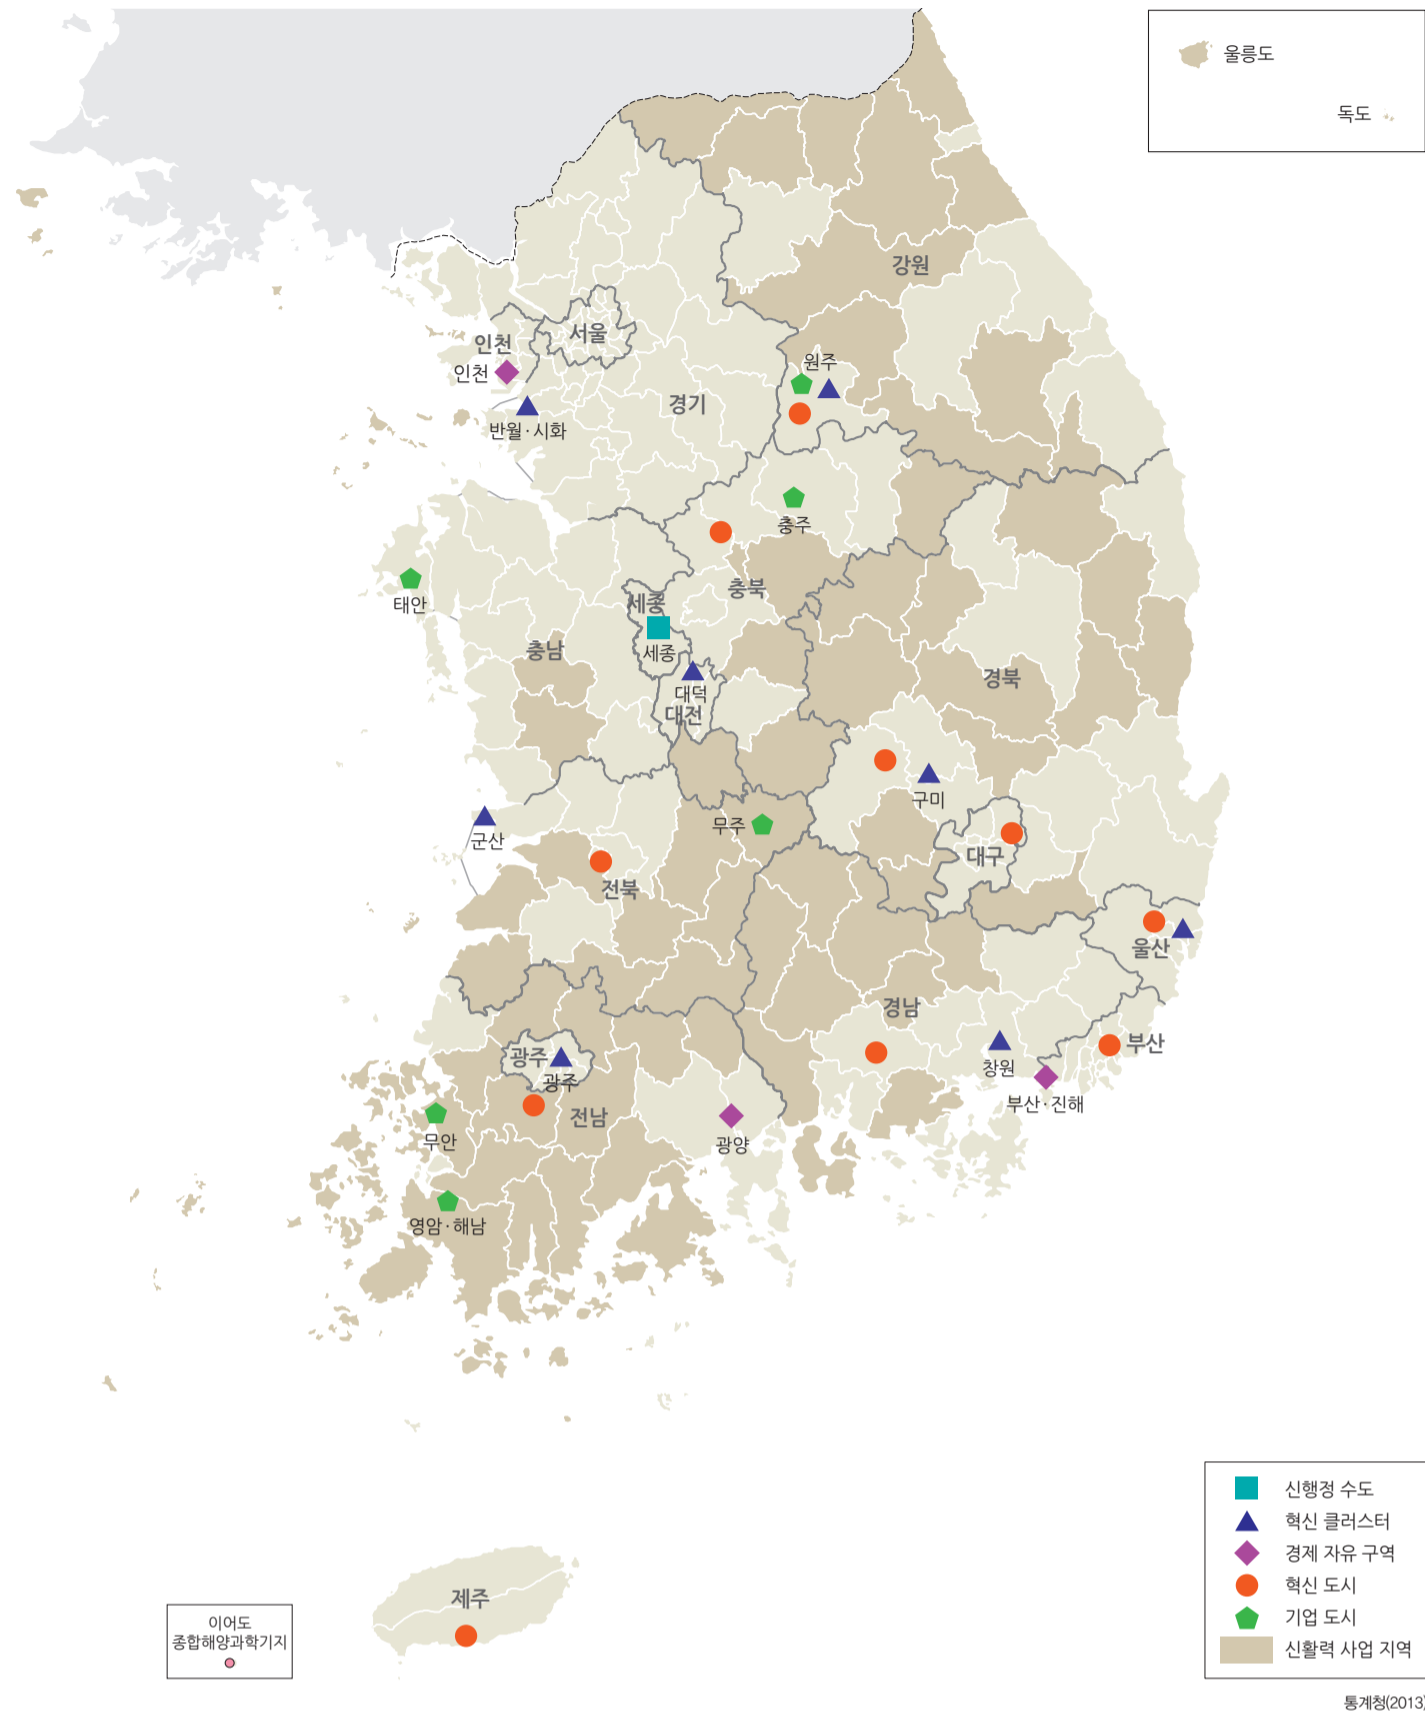 울릉도
독도
강원
서울
인천
인천
원주
경기
반월·시화
충주
태안
충북
세종
세종
충남
대덕
대전
경북
구미
무주
군산
대구
전북
울산
경남
광주
광주
창원
부산
부산·진해
전남
무안
광양
영암·해남
제주
이어도
종합해양과학기지
신행정 수도
혁신 클러스터
경제 자유 구역
혁신 도시
기업 도시
신활력 사업 지역
통계청(2013)